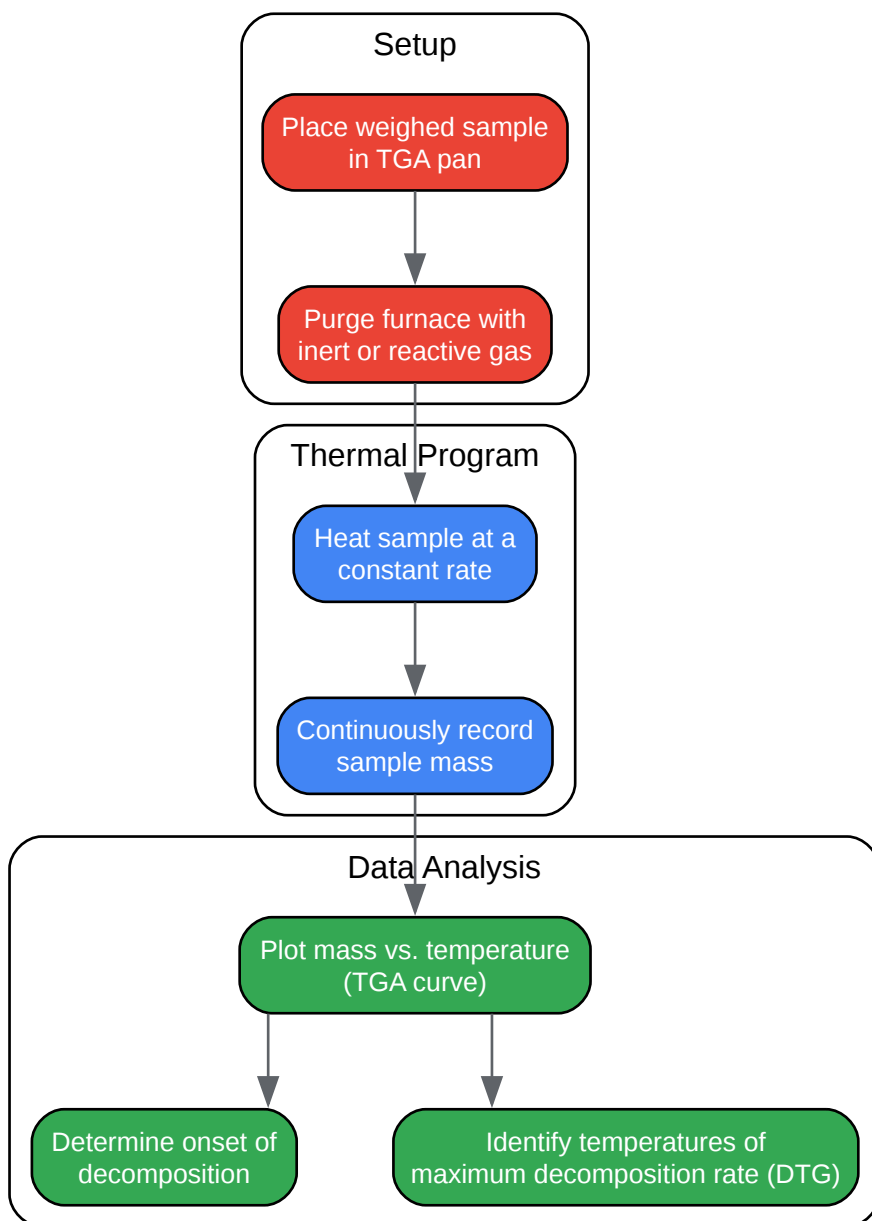 Setup
Place weighed sample
in TGA pan
Purge furnace with
inert or reactive gas
Thermal Program
Heat sample at a
constant rate
Continuously record
sample mass
Data Analysis
Plot mass vs. temperature
(TGA curve)
Determine onset of
decomposition
Identify temperatures of
maximum decomposition rate (DTG)